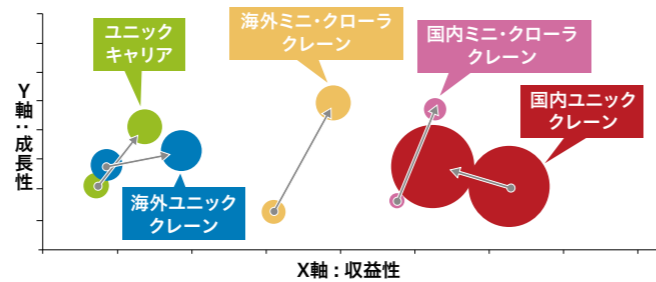 ユニック
キャリア
海外ミニ・クローラ
クレーン
国内ミニ・クローラ
クレーン
国内ユニック
クレーン
海外ユニック
クレーン
Y軸：成長性
X軸：収益性